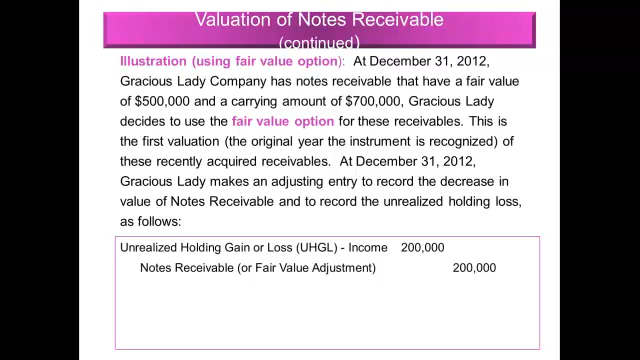 Valuation of Notes Receivable
(continued)
Illustration (using fair value option): At December 31, 2012,
Gracious Lady Company has notes receivable that have a fair value
of $500,000 and a carrying amount of $700,000, Gracious Lady
decides to use the fair value option for these receivables. This is
the first valuation (the original year the instrument is recognized) of
these recently acquired receivables. At December 31, 2012,
Gracious Lady makes an adjusting entry to record the decrease in
value of Notes Receivable and to record the unrealized holding loss,
as follows:
Unrealized Holding Gain or Loss (UHGL) - Income 200,000
Notes Receivable (or Fair Value Adjustment) 200,000